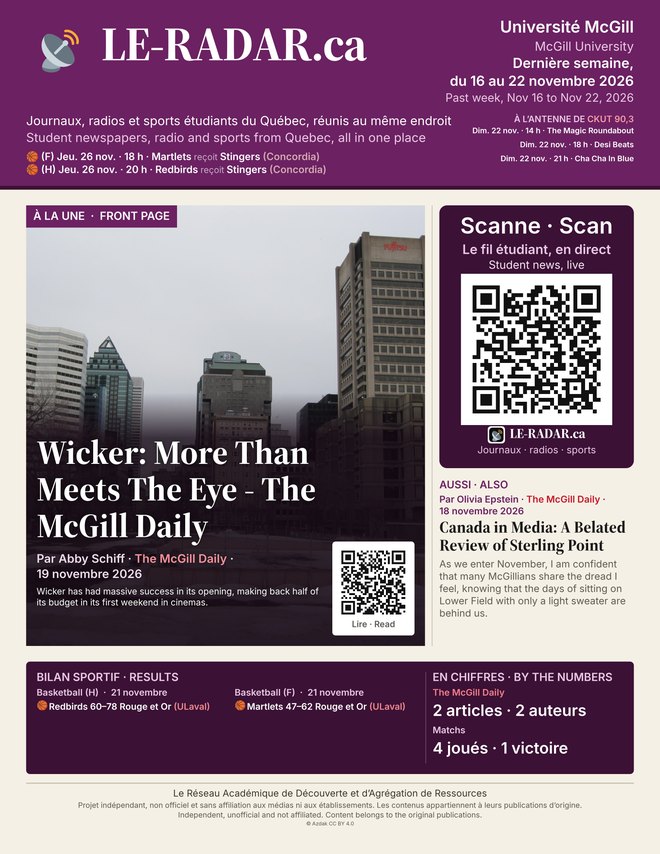 LE-RADAR.ca
Université McGill
McGill University
Dernière semaine,
du 16 au 22 novembre 2026
Past week, Nov 16 to Nov 22, 2026
Journaux, radios et sports étudiants du Québec, réunis au même endroit
Student newspapers, radio and sports from Quebec, all in one place
(F) Jeu. 26 nov. · 18 h · Martlets reçoit Stingers (Concordia)
(H) Jeu. 26 nov. · 20 h · Redbirds reçoit Stingers (Concordia)
À L'ANTENNE DE CKUT 90,3
Dim. 22 nov. · 14 h · The Magic Roundabout
Dim. 22 nov. · 18 h · Desi Beats
Dim. 22 nov. · 21 h · Cha Cha In Blue
À LA UNE · FRONT PAGE
FUJITSU
Wicker: More Than
Meets The Eye - The
McGill Daily
Par Abby Schiff · The McGill Daily ·
19 novembre 2026
Wicker has had massive success in its opening, making back half of
its budget in its first weekend in cinemas.
Lire · Read
Scanne · Scan
Le fil étudiant, en direct
Student news, live
LE-RADAR.ca
Journaux · radios · sports
AUSSI · ALSO
Par Olivia Epstein · The McGill Daily ·
18 novembre 2026
Canada in Media: A Belated
Review of Sterling Point
As we enter November, I am confident
that many McGillians share the dread I
feel, knowing that the days of sitting on
Lower Field with only a light sweater are
behind us.
BILAN SPORTIF · RESULTS
Basketball (H) · 21 novembre
Redbirds 60–78 Rouge et Or (ULaval)
Basketball (F) · 21 novembre
Martlets 47–62 Rouge et Or (ULaval)
EN CHIFFRES · BY THE NUMBERS
The McGill Daily
2 articles · 2 auteurs
Matchs
4 joués · 1 victoire
Le Réseau Académique de Découverte et d'Agrégation de Ressources
Projet indépendant, non officiel et sans affiliation aux médias ni aux établissements. Les contenus appartiennent à leurs publications d'origine.
Independent, unofficial and not affiliated. Content belongs to the original publications.
© Azdak CC BY 4.0